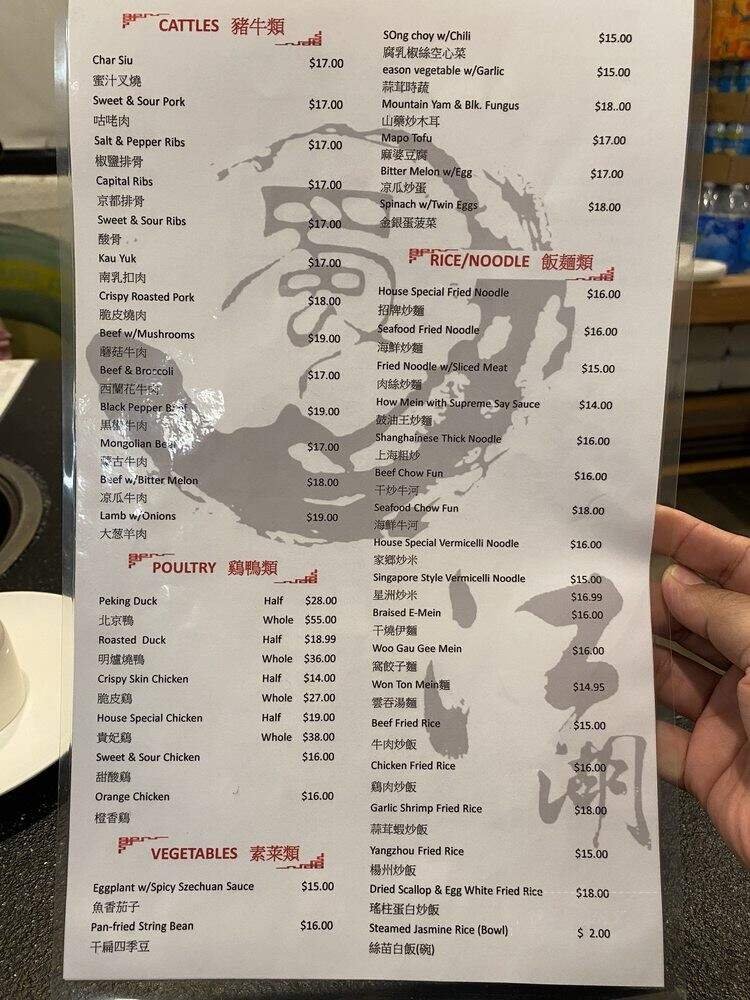 CATTLES 豬牛類
Char Siu $17.00
蜜汁叉燒
Sweet & Sour Pork $17.00
咕咾肉
Salt & Pepper Ribs $17.00
椒鹽排骨
Capital Ribs $17.00
京都排骨
Sweet & Sour Ribs $17.00
酸骨
Kau Yuk $17.00
南乳扣肉
Crispy Roasted Pork $18.00
脆皮燒肉
Beef w/Mushrooms $19.00
蘑菇牛肉
Beef & Broccoli $17.00
西蘭花牛肉
Black Pepper Beef $19.00
黑椒牛肉
Mongolian Beef $17.00
蒙古牛肉
Beef w/Bitter Melon $18.00
凉瓜牛肉
Lamb w/Onions $19.00
大葱羊肉
POULTRY 鷄鴨類
Peking Duck Half $28.00
北京鴨 Whole $55.00
Roasted Duck Half $18.99
明爐燒鴨 Whole $36.00
Crispy Skin Chicken Half $14.00
脆皮鷄 Whole $27.00
House Special Chicken Half $19.00
貴妃鷄 Whole $38.00
Sweet & Sour Chicken $16.00
甜酸鷄
Orange Chicken $16.00
橙香鷄
VEGETABLES 素菜類
Eggplant w/Spicy Szechuan Sauce $15.00
魚香茄子
Pan-fried String Bean $16.00
干扁四季豆
SOng choy w/Chili $15.00
腐乳椒絲空心菜
eason vegetable w/Garlic $15.00
蒜茸時蔬
Mountain Yam & Blk. Fungus $18..00
山藥炒木耳
Mapo Tofu $17.00
麻婆豆腐
Bitter Melon w/Egg $17.00
凉瓜炒蛋
Spinach w/Twin Eggs $18.00
金銀蛋菠菜
RICE/NOODLE 飯麵類
House Special Fried Noodle $16.00
招牌炒麵
Seafood Fried Noodle $16.00
海鮮炒麵
Fried Noodle w/Sliced Meat $15.00
肉絲炒麵
How Mein with Supreme Say Sauce $14.00
豉油王炒麵
Shanghainese Thick Noodle $16.00
上海粗炒
Beef Chow Fun $16.00
干炒牛河
Seafood Chow Fun $18.00
海鮮牛河
House Special Vermicelli Noodle $16.00
家鄉炒米
Singapore Style Vermicelli Noodle $15.00
星洲炒米 $16.99
Braised E-Mein $16.00
干燒伊麵
Woo Gau Gee Mein $16.00
窩餃子麵
Won Ton Mein麵 $14.95
雲吞湯麵
Beef Fried Rice $15.00
牛肉炒飯
Chicken Fried Rice $16.00
鷄肉炒飯
Garlic Shrimp Fried Rice $18.00
蒜茸蝦炒飯
Yangzhou Fried Rice $15.00
楊州炒飯
Dried Scallop & Egg White Fried Rice $18.00
瑤柱蛋白炒飯
Steamed Jasmine Rice (Bowl) $ 2.00
絲苗白飯(碗)
蜀
江
湖